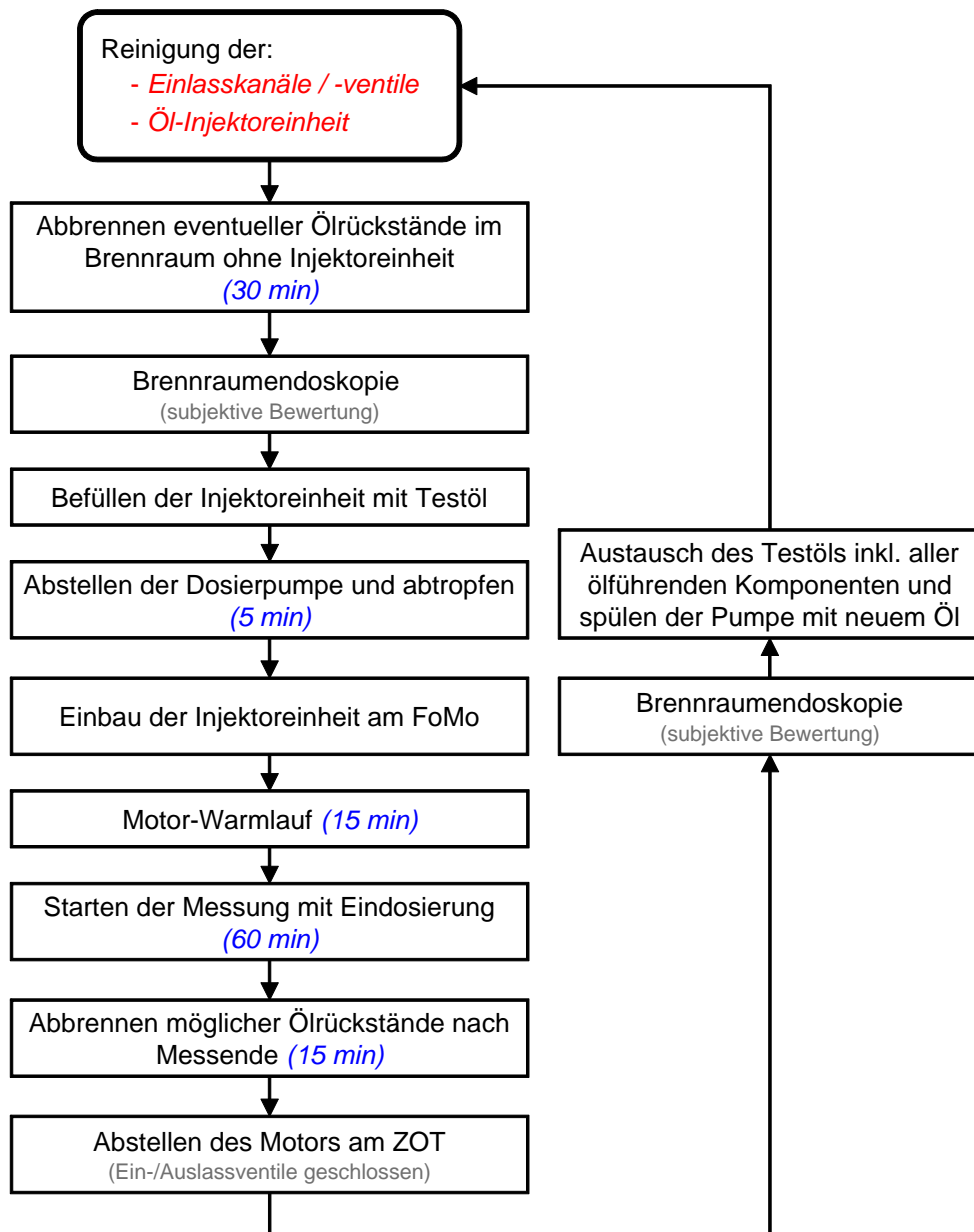 Reinigung der:
- Einlasskanäle / -ventile
- Öl-Injektoreinheit
Abbrennen eventueller Ölrückstände im
Brennraum ohne Injektoreinheit
(30 min)
Brennraumendoskopie
(subjektive Bewertung)
Befüllen der Injektoreinheit mit Testöl
Abstellen der Dosierpumpe und abtropfen
(5 min)
Einbau der Injektoreinheit am FoMo
Motor-Warmlauf (15 min)
Starten der Messung mit Eindosierung
(60 min)
Abbrennen möglicher Ölrückstände nach
Messende (15 min)
Abstellen des Motors am ZOT
(Ein-/Auslassventile geschlossen)
Brennraumendoskopie
(subjektive Bewertung)
Austausch des Testöls inkl. aller
ölführenden Komponenten und
spülen der Pumpe mit neuem Öl